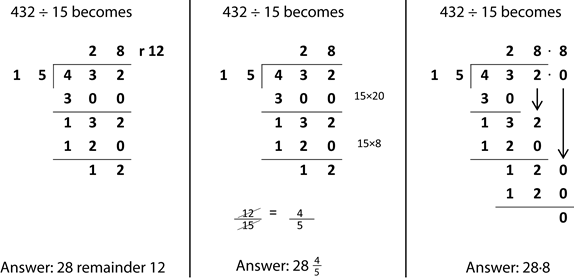 432 ÷ 15 becomes
2 8 r 12
1 5 4 3 2
3 0 0
1 3 2
1 2 0
1 2
Answer: 28 remainder 12
432 ÷ 15 becomes
2 8
1 5 4 3 2
3 0 0 15×20
1 3 2
1 2 0 15×8
1 2
12/15 = 4/5
Answer: 28 4/5
432 ÷ 15 becomes
2 8 · 8
1 5 4 3 2 · 0
3 0
1 3 2
1 2 0
1 2 0
1 2 0
0
Answer: 28·8